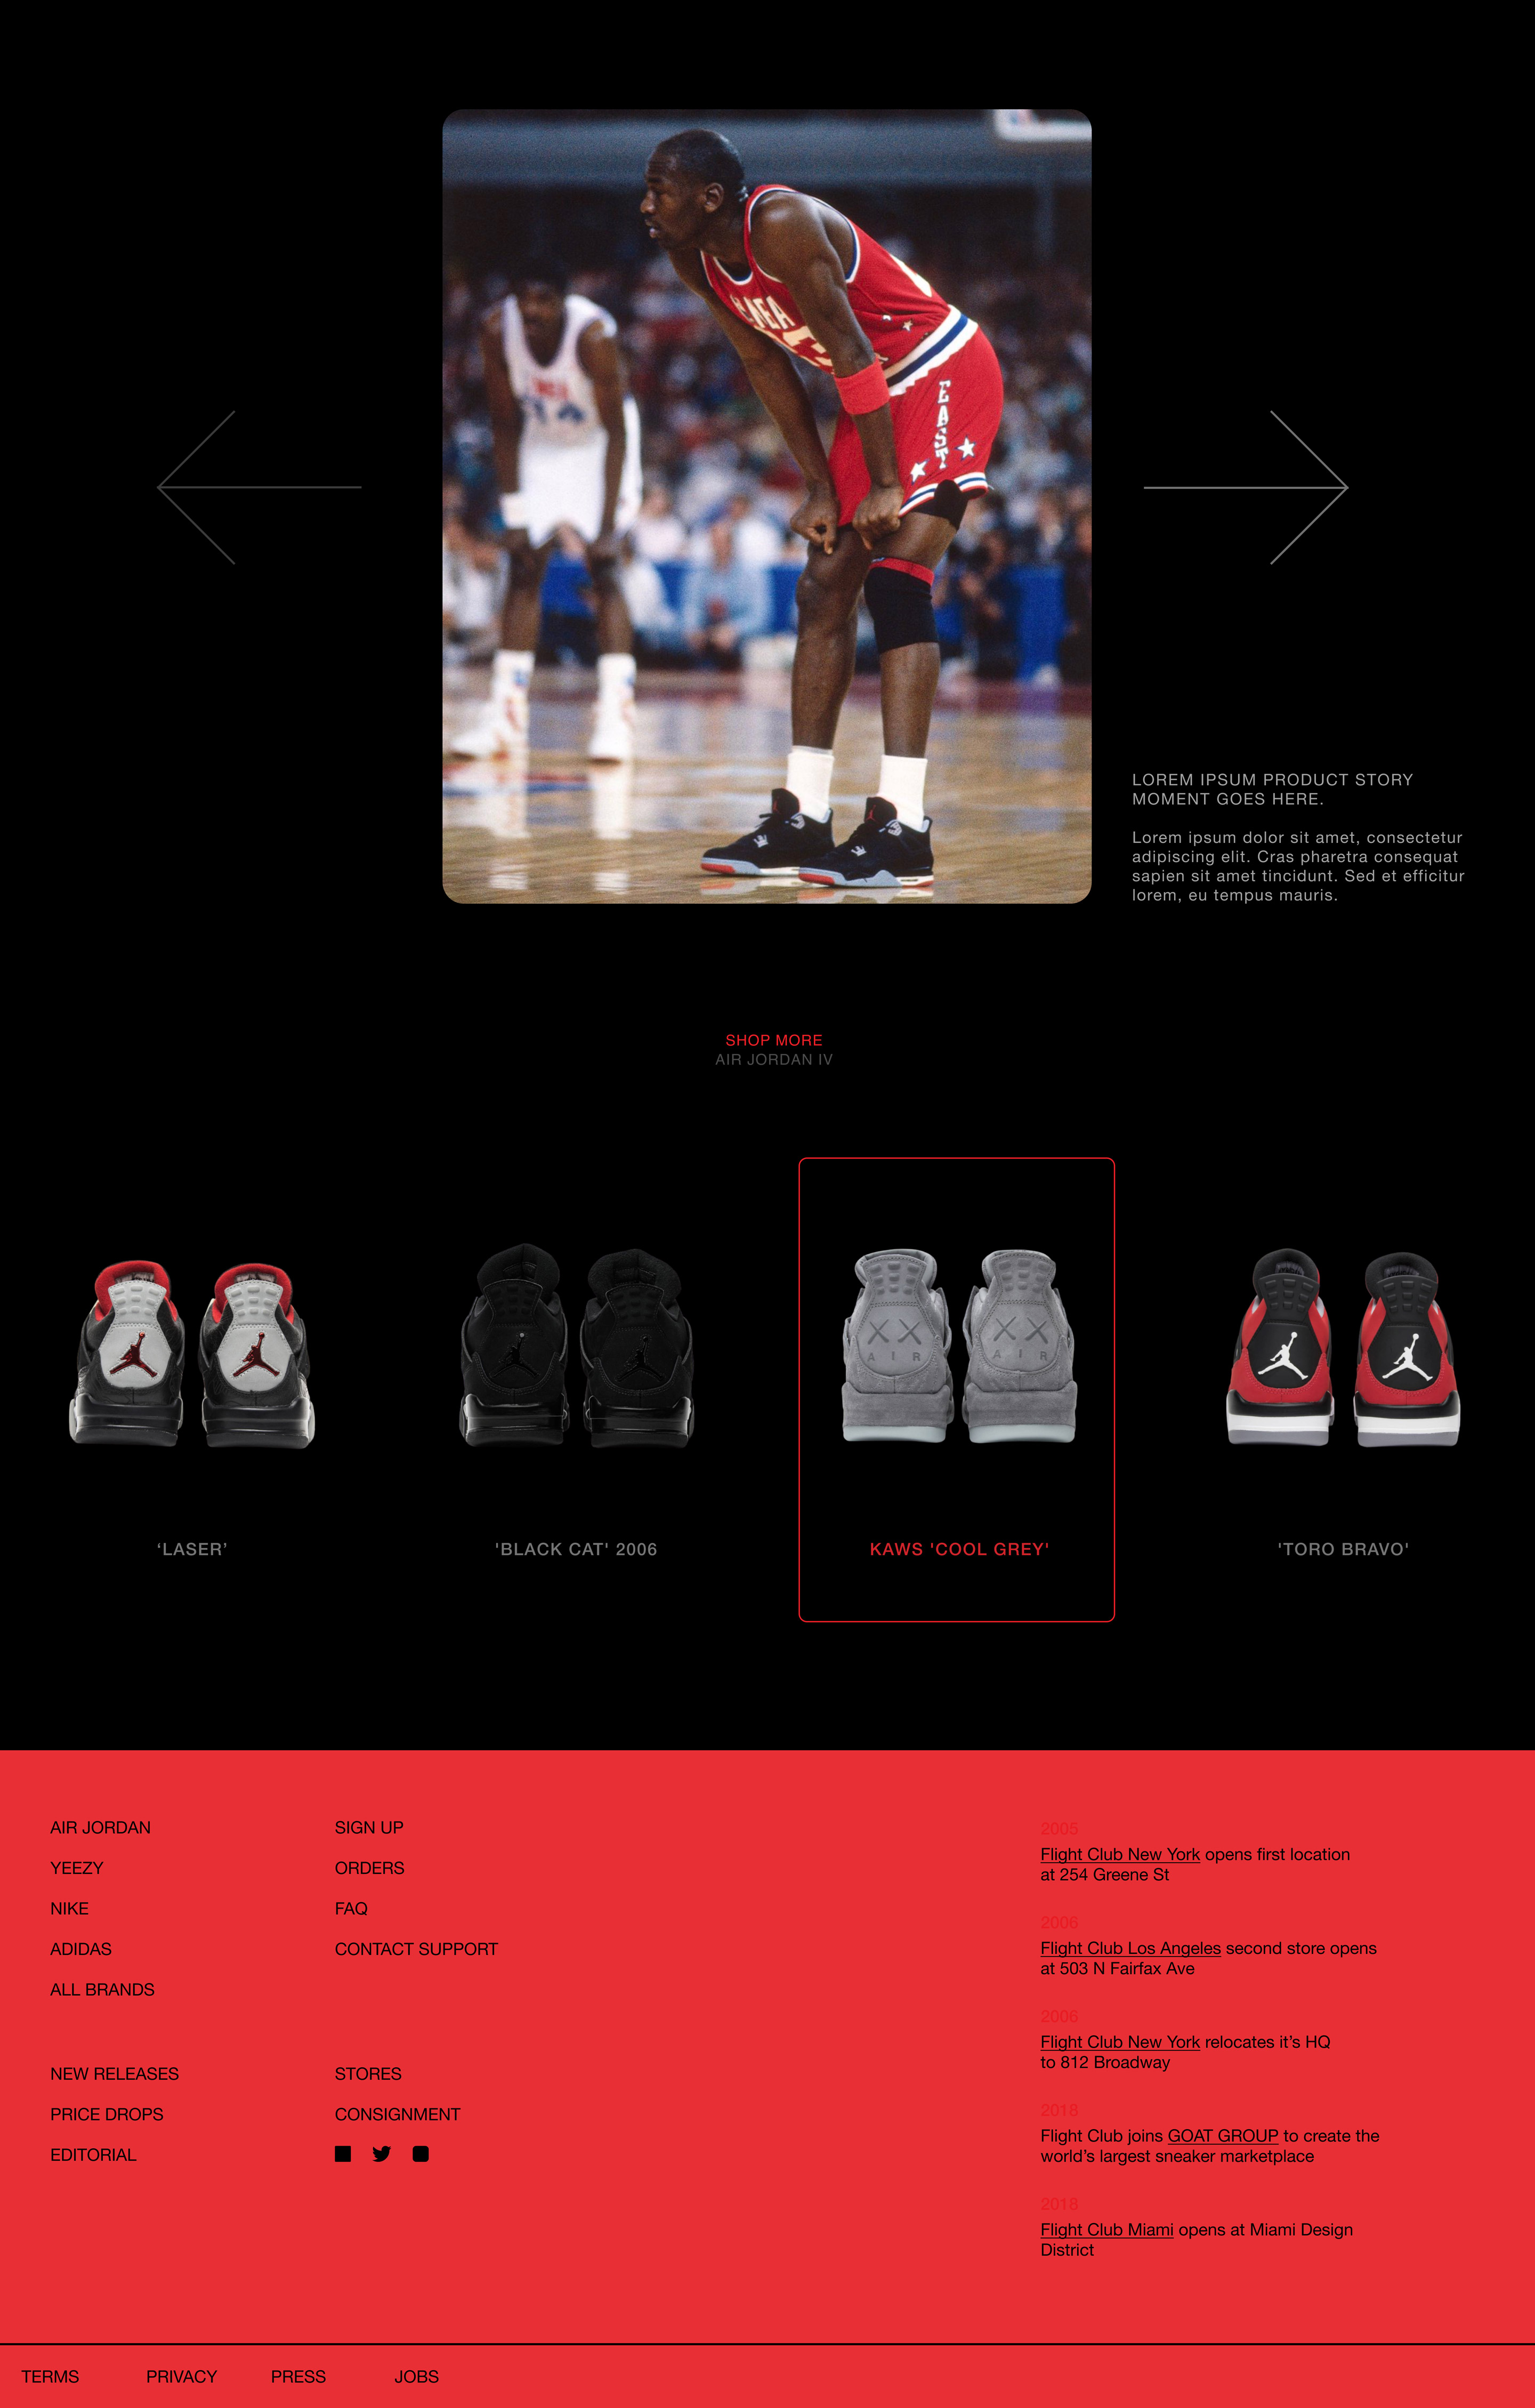 EAST
LOREM IPSUM PRODUCT STORY
MOMENT GOES HERE.
Lorem ipsum dolor sit amet, consectetur
adipiscing elit. Cras pharetra consequat
sapien sit amet tincidunt. Sed et efficitur
lorem, eu tempus mauris.
SHOP MORE
AIR JORDAN IV
XX
AIR
XX
AIR
‘LASER’
'BLACK CAT' 2006
KAWS 'COOL GREY'
'TORO BRAVO'
AIR JORDAN
YEEZY
NIKE
ADIDAS
ALL BRANDS
SIGN UP
ORDERS
FAQ
CONTACT SUPPORT
NEW RELEASES
PRICE DROPS
EDITORIAL
STORES
CONSIGNMENT
2005
Flight Club New York opens first location
at 254 Greene St
2006
Flight Club Los Angeles second store opens
at 503 N Fairfax Ave
2006
Flight Club New York relocates it’s HQ
to 812 Broadway
2018
Flight Club joins GOAT GROUP to create the
world’s largest sneaker marketplace
2018
Flight Club Miami opens at Miami Design
District
TERMS
PRIVACY
PRESS
JOBS